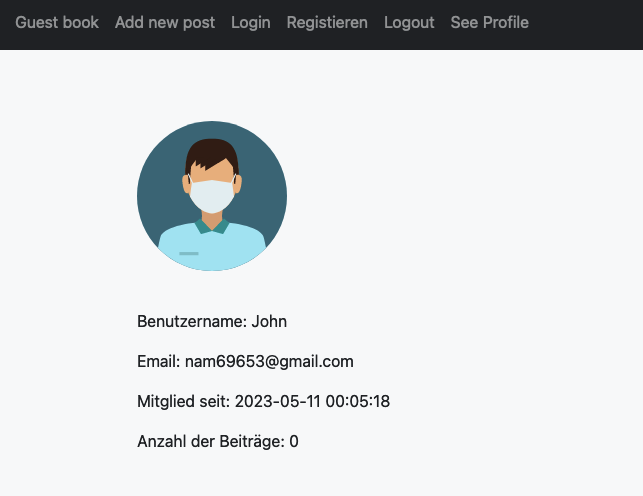 Guest book Add new post Login Registieren Logout See Profile
Benutzername: John
Email: nam69653@gmail.com
Mitglied seit: 2023-05-11 00:05:18
Anzahl der Beiträge: 0